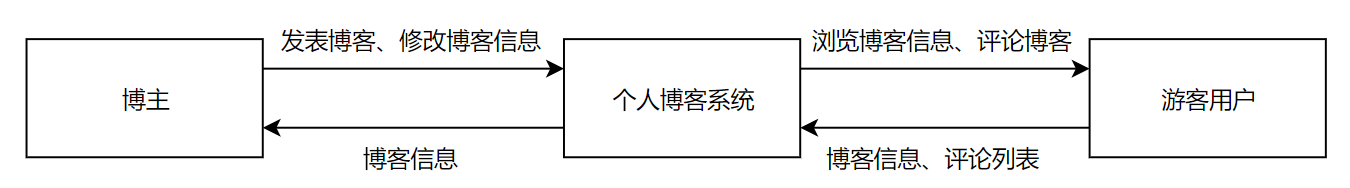 发表博客、修改博客信息
浏览博客信息、评论博客
博主
个人博客系统
游客用户
博客信息
博客信息、评论列表